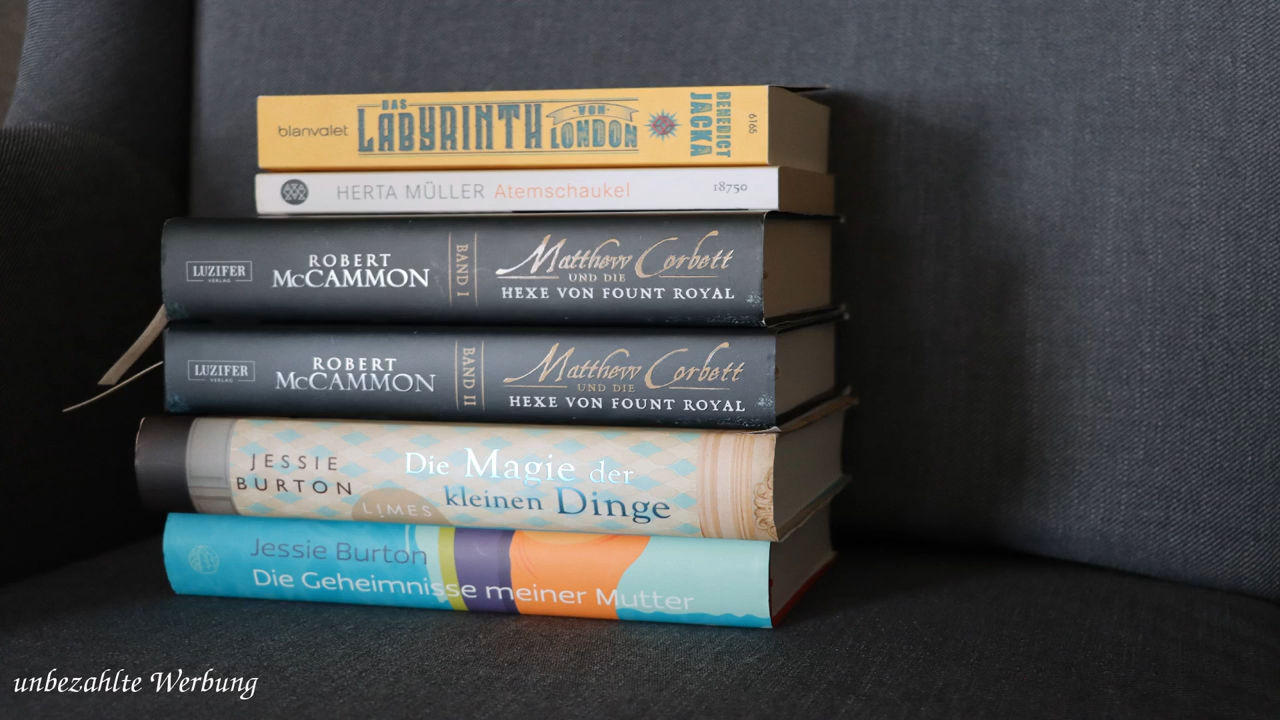 blanvalet
DAS
LABYRINTH
VON
LONDON
BENEDICT
JACKA
6165
HERTA MÜLLER Atemschaukel
18750
LUZIFER
VERLAG
ROBERT
McCAMMON
BAND I
Matthew Corbett
UND DIE
HEXE VON FOUNT ROYAL
LUZIFER
VERLAG
ROBERT
McCAMMON
BAND II
Matthew Corbett
UND DIE
HEXE VON FOUNT ROYAL
JESSIE
BURTON
LIMES
Die Magie der
kleinen Dinge
Jessie Burton
Die Geheimnisse meiner Mutter
unbezahlte Werbung